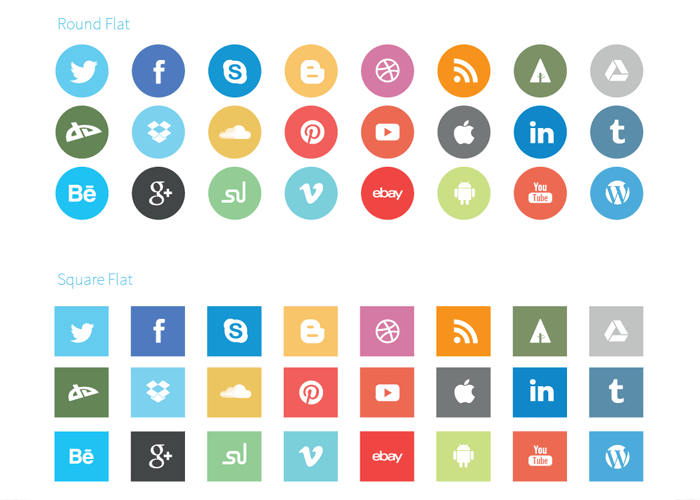 Round Flat
in
t
Bē
g+
ebay
You
Tube
Square Flat
in
t
Bē
g+
ebay
You
Tube